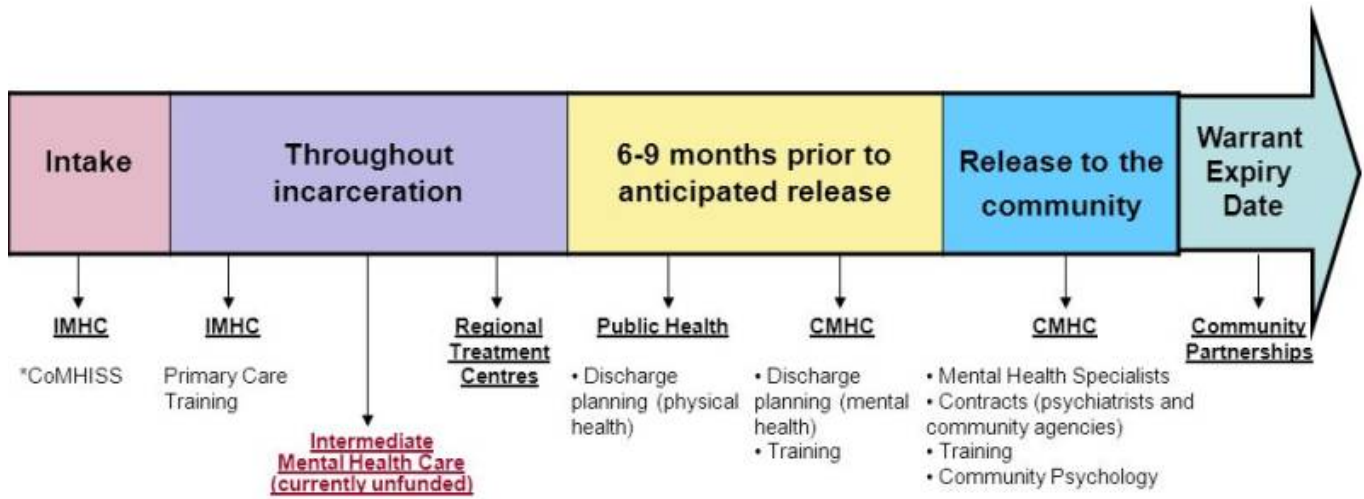 Intake
Throughout
incarceration
6-9 months prior to
anticipated release
Release to the
community
Warrant
Expiry
Date
IMHC
*CoMHISS
IMHC
Primary Care
Training
Intermediate
Mental Health Care
(currently unfunded)
Regional
Treatment
Centres
Public Health
• Discharge
planning (physical
health)
CMHC
• Discharge
planning (mental
health)
• Training
CMHC
• Mental Health Specialists
• Contracts (psychiatrists and
community agencies)
• Training
• Community Psychology
Community
Partnerships